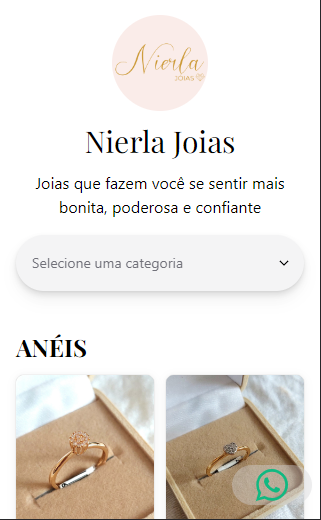 Nierla
JOIAS
Nierla Joias
Joias que fazem você se sentir mais
bonita, poderosa e confiante
Selecione uma categoria
ANÉIS